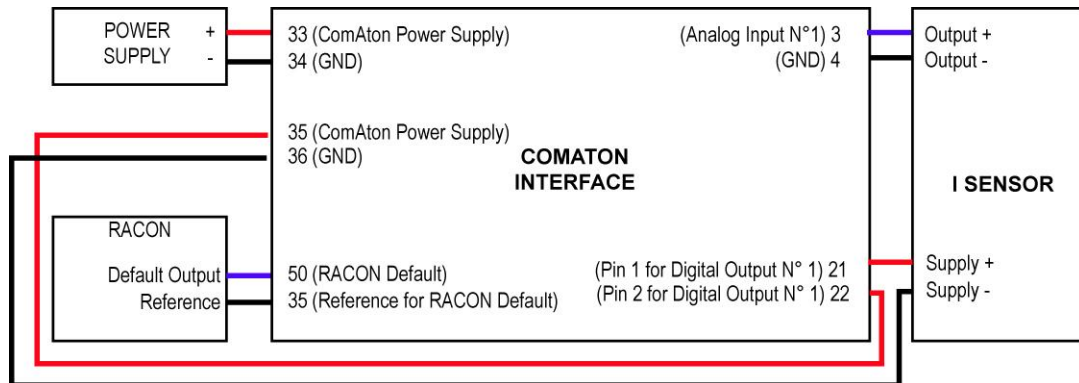 POWER +
SUPPLY -
33 (ComAton Power Supply)
34 (GND)
(Analog Input N°1) 3
(GND) 4
Output +
Output -
35 (ComAton Power Supply)
36 (GND)
COMATON
INTERFACE
I SENSOR
RACON
Default Output
Reference
50 (RACON Default)
35 (Reference for RACON Default)
(Pin 1 for Digital Output N° 1) 21
(Pin 2 for Digital Output N° 1) 22
Supply +
Supply -